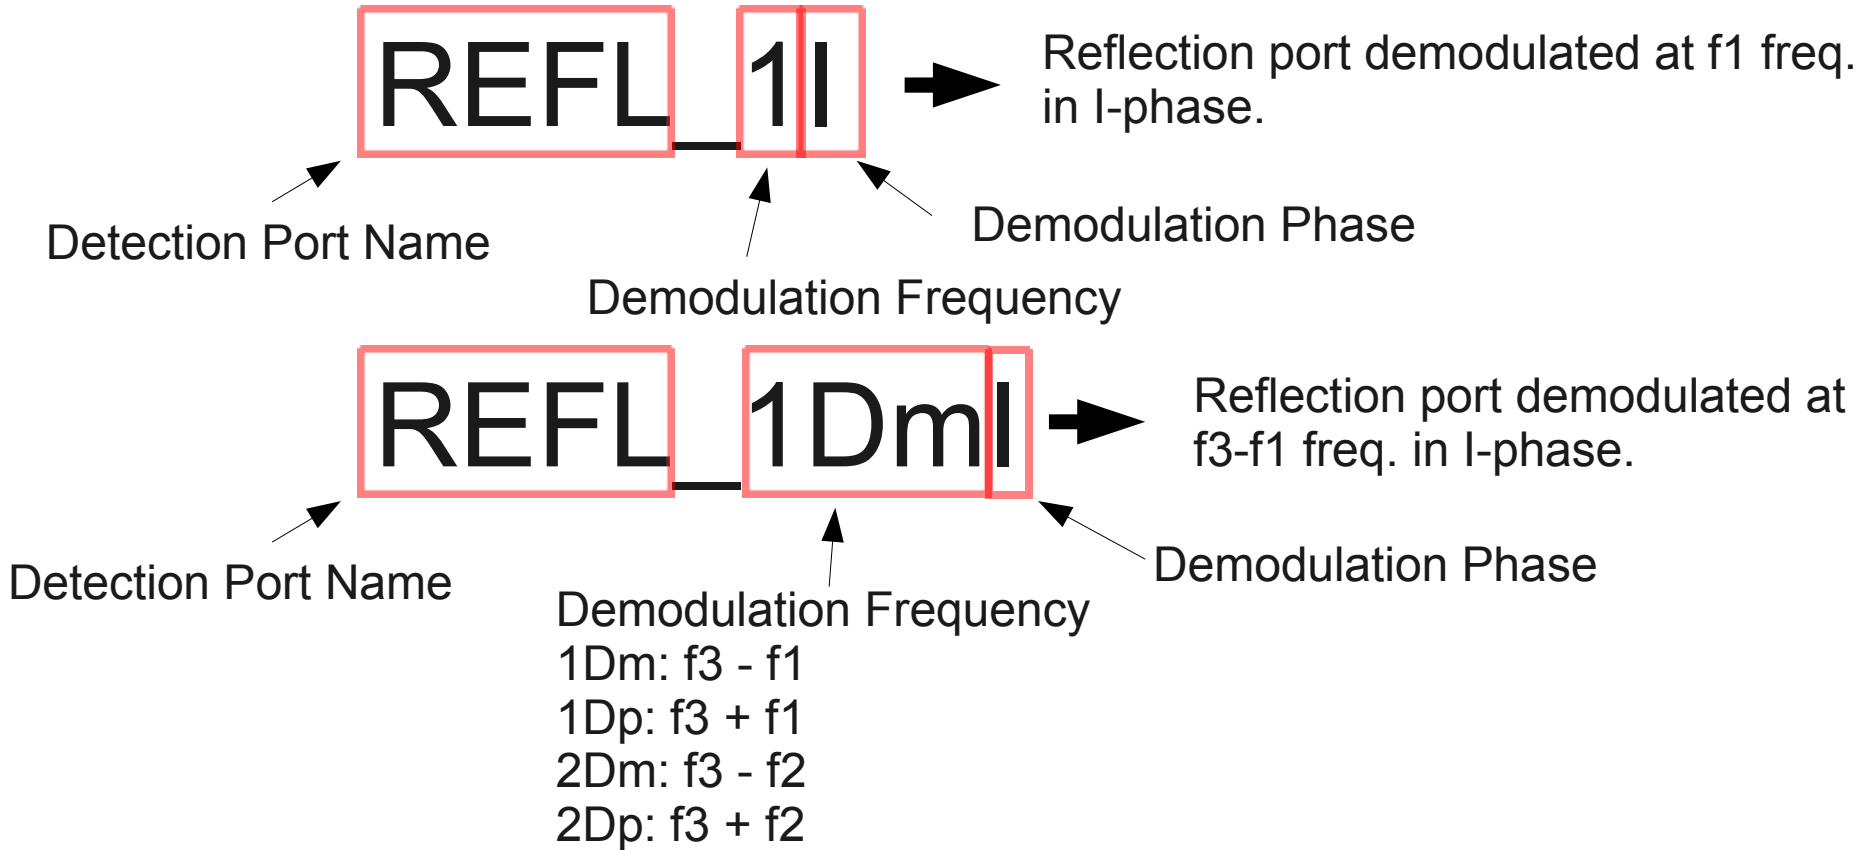 REFL_1I
Reflection port demodulated at f1 freq.
in I-phase.
Detection Port Name
Demodulation Phase
Demodulation Frequency
REFL_1DmI
Reflection port demodulated at
f3-f1 freq. in I-phase.
Detection Port Name
Demodulation Phase
Demodulation Frequency
1Dm: f3 - f1
1Dp: f3 + f1
2Dm: f3 - f2
2Dp: f3 + f2